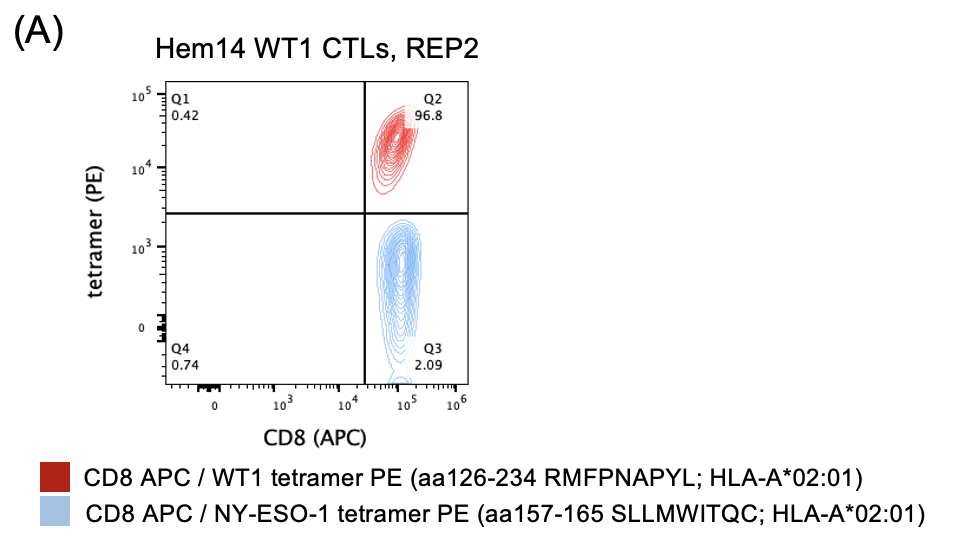 (A)
Hem14 WT1 CTLs, REP2
10^5
Q1
0.42
Q2
96.8
10^4
tetramer (PE)
10^3
0
Q4
0.74
Q3
2.09
0
10^3
10^4
10^5
10^6
CD8 (APC)
CD8 APC / WT1 tetramer PE (aa126-234 RMFPNAPYL; HLA-A*02:01)
CD8 APC / NY-ESO-1 tetramer PE (aa157-165 SLLMWITQC; HLA-A*02:01)